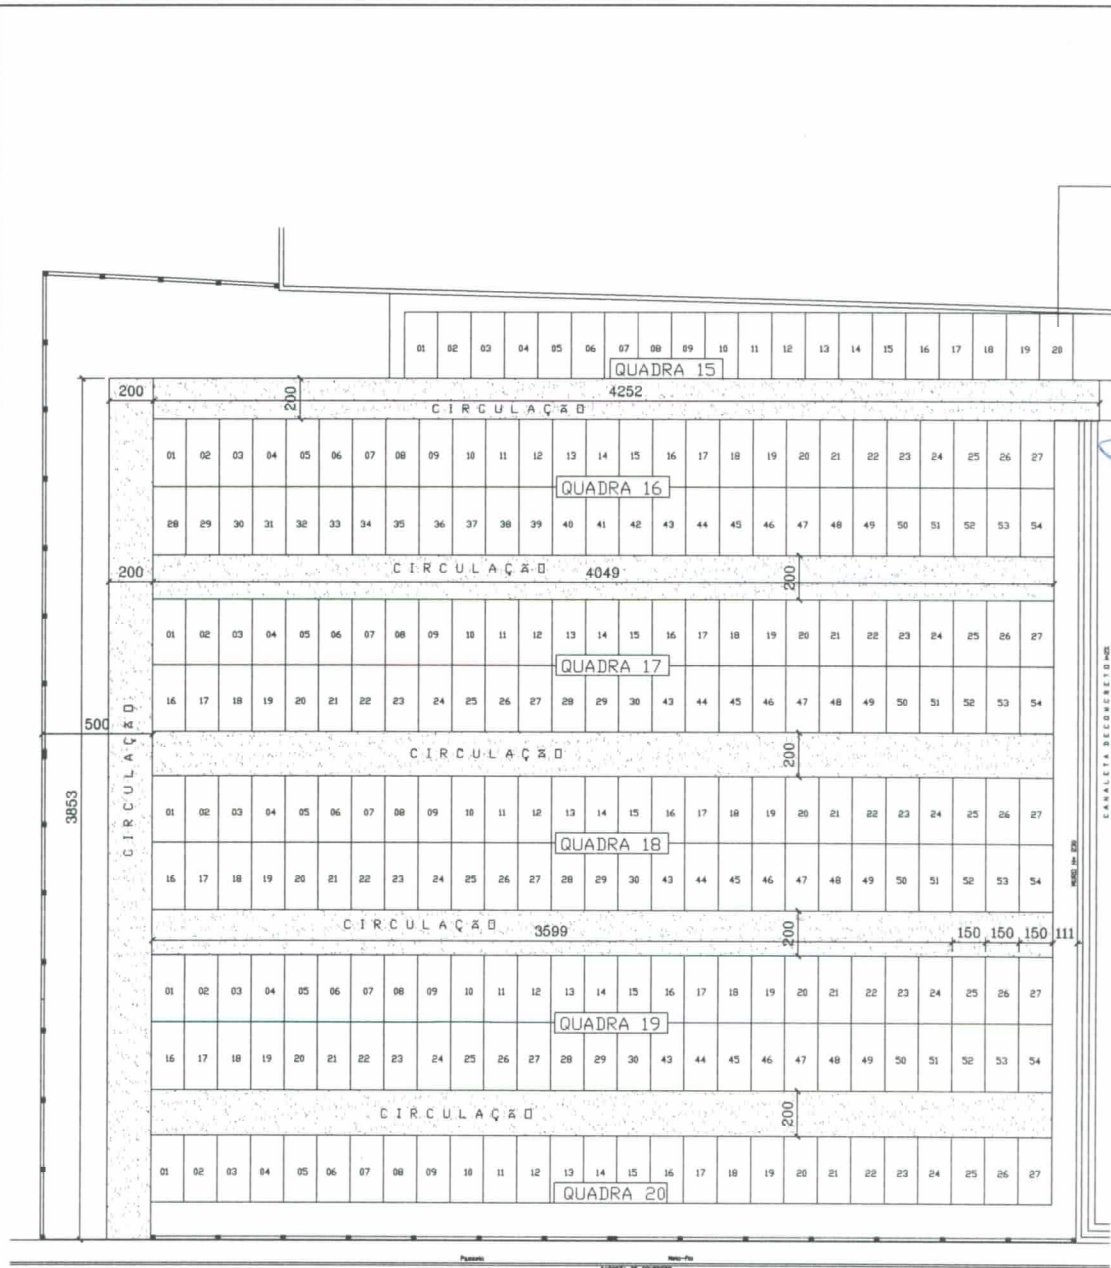 01 02 03 04 05 06 07 08 09 10 11 12 13 14 15 16 17 18 19 20
QUADRA 15
200 200 4252
CIRCULAÇÃO
01 02 03 04 05 06 07 08 09 10 11 12 13 14 15 16 17 18 19 20 21 22 23 24 25 26 27
QUADRA 16
28 29 30 31 32 33 34 35 36 37 38 39 40 41 42 43 44 45 46 47 48 49 50 51 52 53 54
200 CIRCULAÇÃO 4049 200
01 02 03 04 05 06 07 08 09 10 11 12 13 14 15 16 17 18 19 20 21 22 23 24 25 26 27
QUADRA 17
16 17 18 19 20 21 22 23 24 25 26 27 28 29 30 43 44 45 46 47 48 49 50 51 52 53 54
500
CIRCULAÇÃO 200
3853
CIRCULAÇÃO
01 02 03 04 05 06 07 08 09 10 11 12 13 14 15 16 17 18 19 20 21 22 23 24 25 26 27
QUADRA 18
16 17 18 19 20 21 22 23 24 25 26 27 28 29 30 43 44 45 46 47 48 49 50 51 52 53 54
CIRCULAÇÃO 3599 200 150 150 150 111
01 02 03 04 05 06 07 08 09 10 11 12 13 14 15 16 17 18 19 20 21 22 23 24 25 26 27
QUADRA 19
16 17 18 19 20 21 22 23 24 25 26 27 28 29 30 43 44 45 46 47 48 49 50 51 52 53 54
CIRCULAÇÃO 200
01 02 03 04 05 06 07 08 09 10 11 12 13 14 15 16 17 18 19 20 21 22 23 24 25 26 27
QUADRA 20
CANALETA DE CONCRETO
MURO H= 230
Passeio Meio-Fio